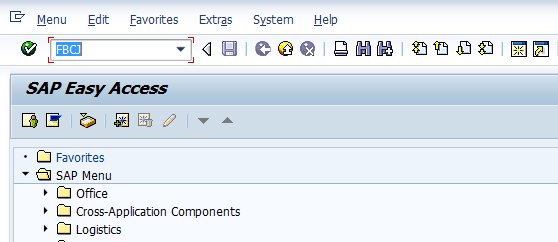 Menu Edit Favorites Extras System Help
FBCJ
SAP Easy Access
Favorites
SAP Menu
Office
Cross-Application Components
Logistics